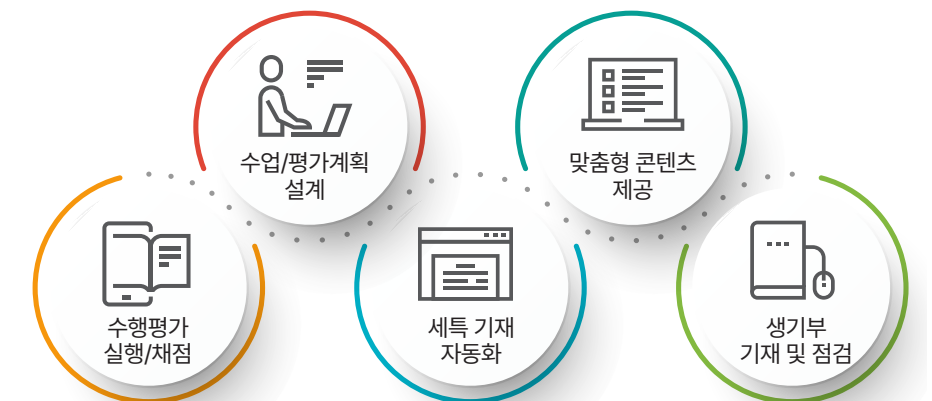 수업/평가계획
설계
맞춤형 콘텐츠
제공
수행평가
실행/채점
세특 기재
자동화
생기부
기재 및 점검